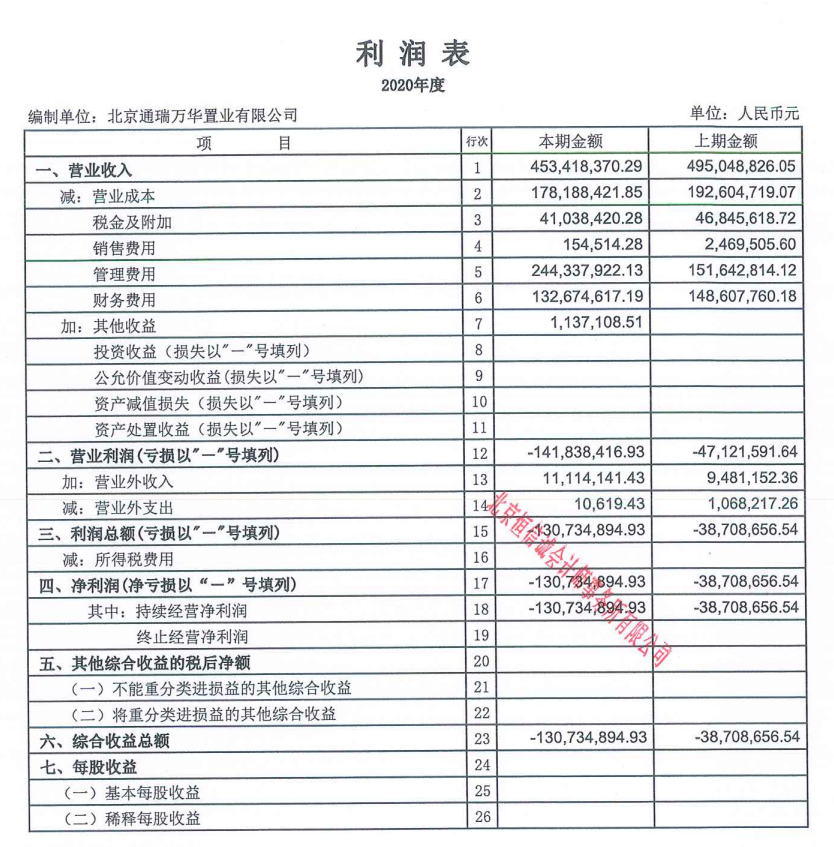 利 润 表
2020年度
编制单位：北京通瑞万华置业有限公司 单位：人民币元
项 目 行次 本期金额 上期金额
一、营业收入 1 453,418,370.29 495,048,826.05
减：营业成本 2 178,188,421.85 192,604,719.07
税金及附加 3 41,038,420.28 46,845,618.72
销售费用 4 154,514.28 2,469,505.60
管理费用 5 244,337,922.13 151,642,814.12
财务费用 6 132,674,617.19 148,607,760.18
加：其他收益 7 1,137,108.51
投资收益（损失以"－"号填列） 8
公允价值变动收益(损失以"－"号填列) 9
资产减值损失（损失以"－"号填列） 10
资产处置收益（损失以"－"号填列） 11
二、营业利润(亏损以"－"号填列) 12 -141,838,416.93 -47,121,591.64
加：营业外收入 13 11,114,141.43 9,481,152.36
减：营业外支出 14 10,619.43 1,068,217.26
三、利润总额(亏损以"－"号填列) 15 -130,734,894.93 -38,708,656.54
减：所得税费用 16
四、净利润(净亏损以“－”号填列) 17 -130,734,894.93 -38,708,656.54
其中：持续经营净利润 18 -130,734,894.93 -38,708,656.54
终止经营净利润 19
五、其他综合收益的税后净额 20
（一）不能重分类进损益的其他综合收益 21
（二）将重分类进损益的其他综合收益 22
六、综合收益总额 23 -130,734,894.93 -38,708,656.54
七、每股收益 24
（一）基本每股收益 25
（二）稀释每股收益 26
北京恒信诚会计师事务所有限公司